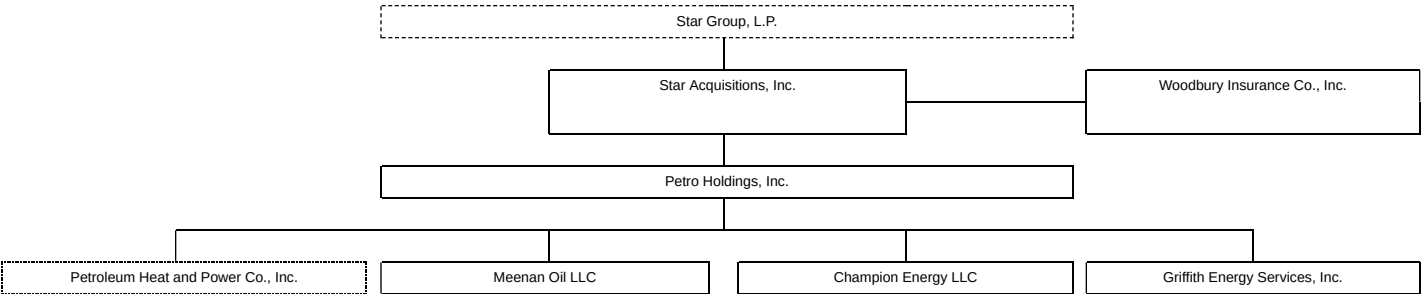 Star Group, L.P.
Star Acquisitions, Inc.
Woodbury Insurance Co., Inc.
Petro Holdings, Inc.
Petroleum Heat and Power Co., Inc.
Meenan Oil LLC
Champion Energy LLC
Griffith Energy Services, Inc.